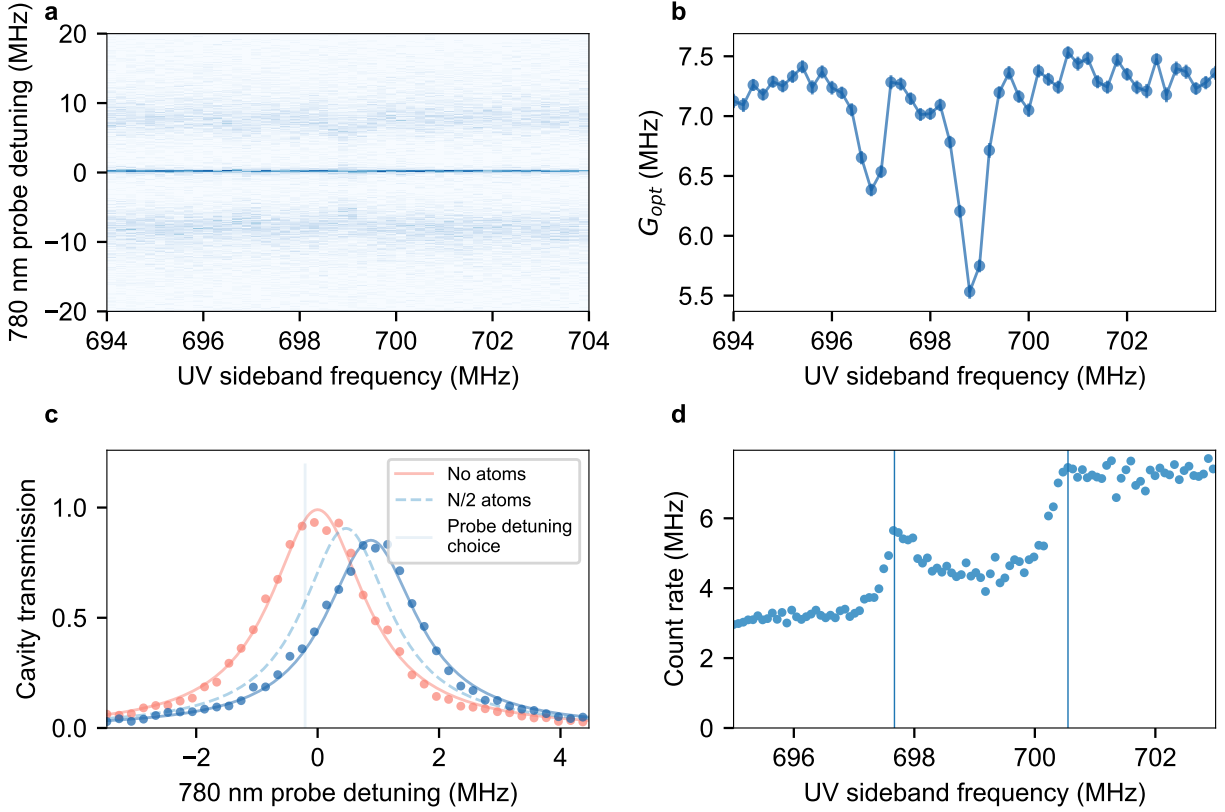 a
780 nm probe detuning (MHz)
20
10
0
−10
−20
694
696
698
700
702
704
UV sideband frequency (MHz)
b
G_opt (MHz)
7.5
7.0
6.5
6.0
5.5
694
696
698
700
702
UV sideband frequency (MHz)
c
Cavity transmission
1.0
0.5
0.0
−2
0
2
4
780 nm probe detuning (MHz)
No atoms
N/2 atoms
Probe detuning
choice
d
Count rate (MHz)
6
4
2
0
696
698
700
702
UV sideband frequency (MHz)